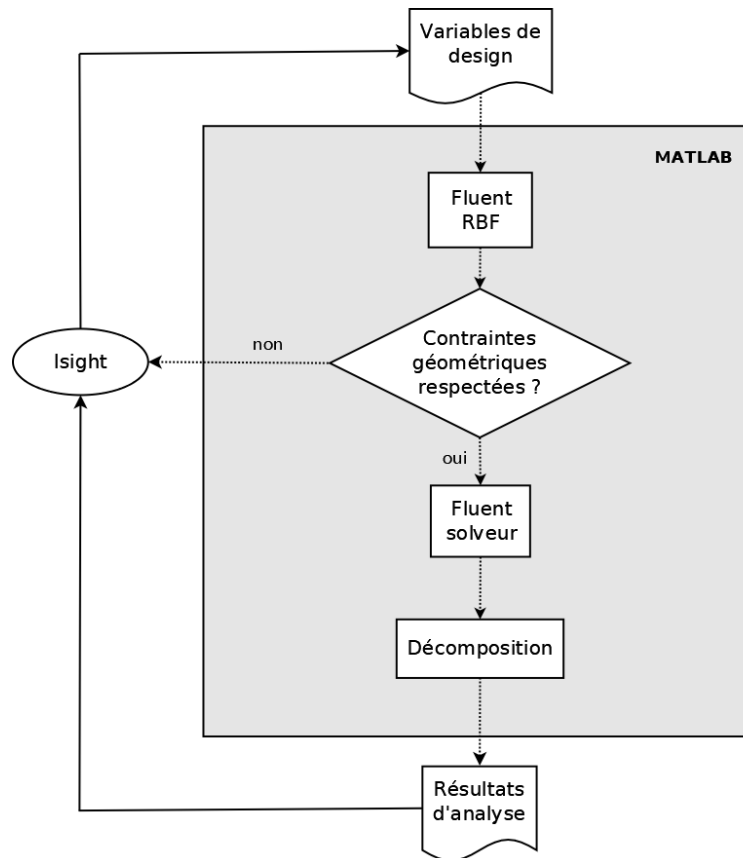 Variables de
design
MATLAB
Fluent
RBF
Contraintes
géométriques
respectées ?
non
Isight
oui
Fluent
solveur
Décomposition
Résultats
d'analyse